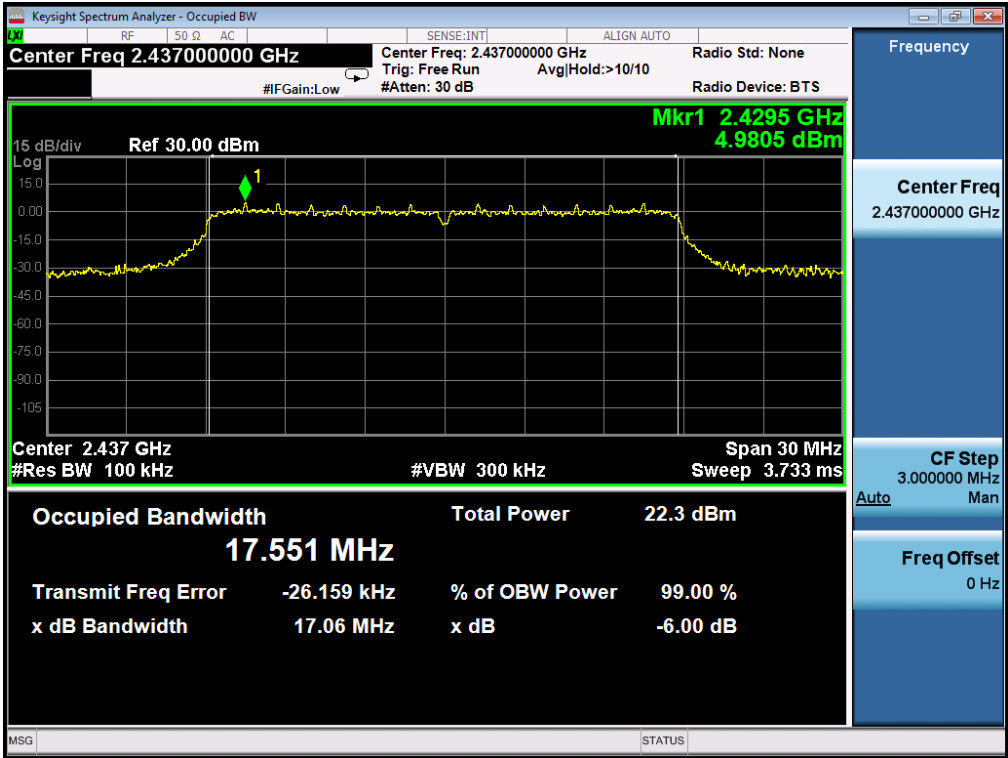 Keysight Spectrum Analyzer - Occupied BW
LXI RF 50 Ω AC SENSE:INT ALIGN AUTO
Center Freq 2.437000000 GHz
Center Freq: 2.437000000 GHz Radio Std: None
Trig: Free Run Avg|Hold:>10/10
#IFGain:Low #Atten: 30 dB Radio Device: BTS
Mkr1 2.4295 GHz
4.9805 dBm
15 dB/div Ref 30.00 dBm
Log
1
15.0
0.00
-15.0
-30.0
-45.0
-60.0
-75.0
-90.0
-105
Center 2.437 GHz Span 30 MHz
#Res BW 100 kHz #VBW 300 kHz Sweep 3.733 ms
Occupied Bandwidth Total Power 22.3 dBm
17.551 MHz
Transmit Freq Error -26.159 kHz % of OBW Power 99.00 %
x dB Bandwidth 17.06 MHz x dB -6.00 dB
Frequency
Center Freq
2.437000000 GHz
CF Step
3.000000 MHz
Auto Man
Freq Offset
0 Hz
MSG STATUS